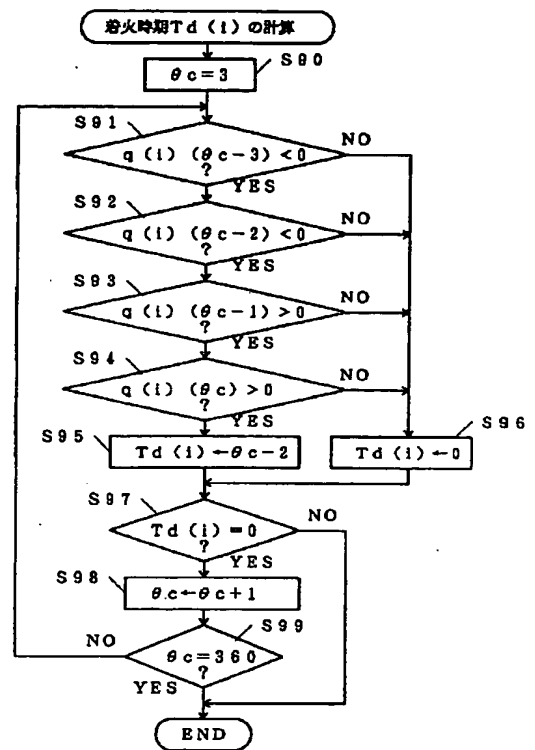 着火時期Td(i)の計算
S90
θc=3
S91
NO
q(i)(θc-3)<0
?
YES
S92
NO
q(i)(θc-2)<0
?
YES
S93
NO
q(i)(θc-1)>0
?
YES
S94
NO
q(i)(θc)>0
?
YES
S95
S96
Td(i)←θc-2
Td(i)←0
S97
NO
Td(i)=0
?
YES
S98
θc←θc+1
NO
S99
θc=360
?
YES
END